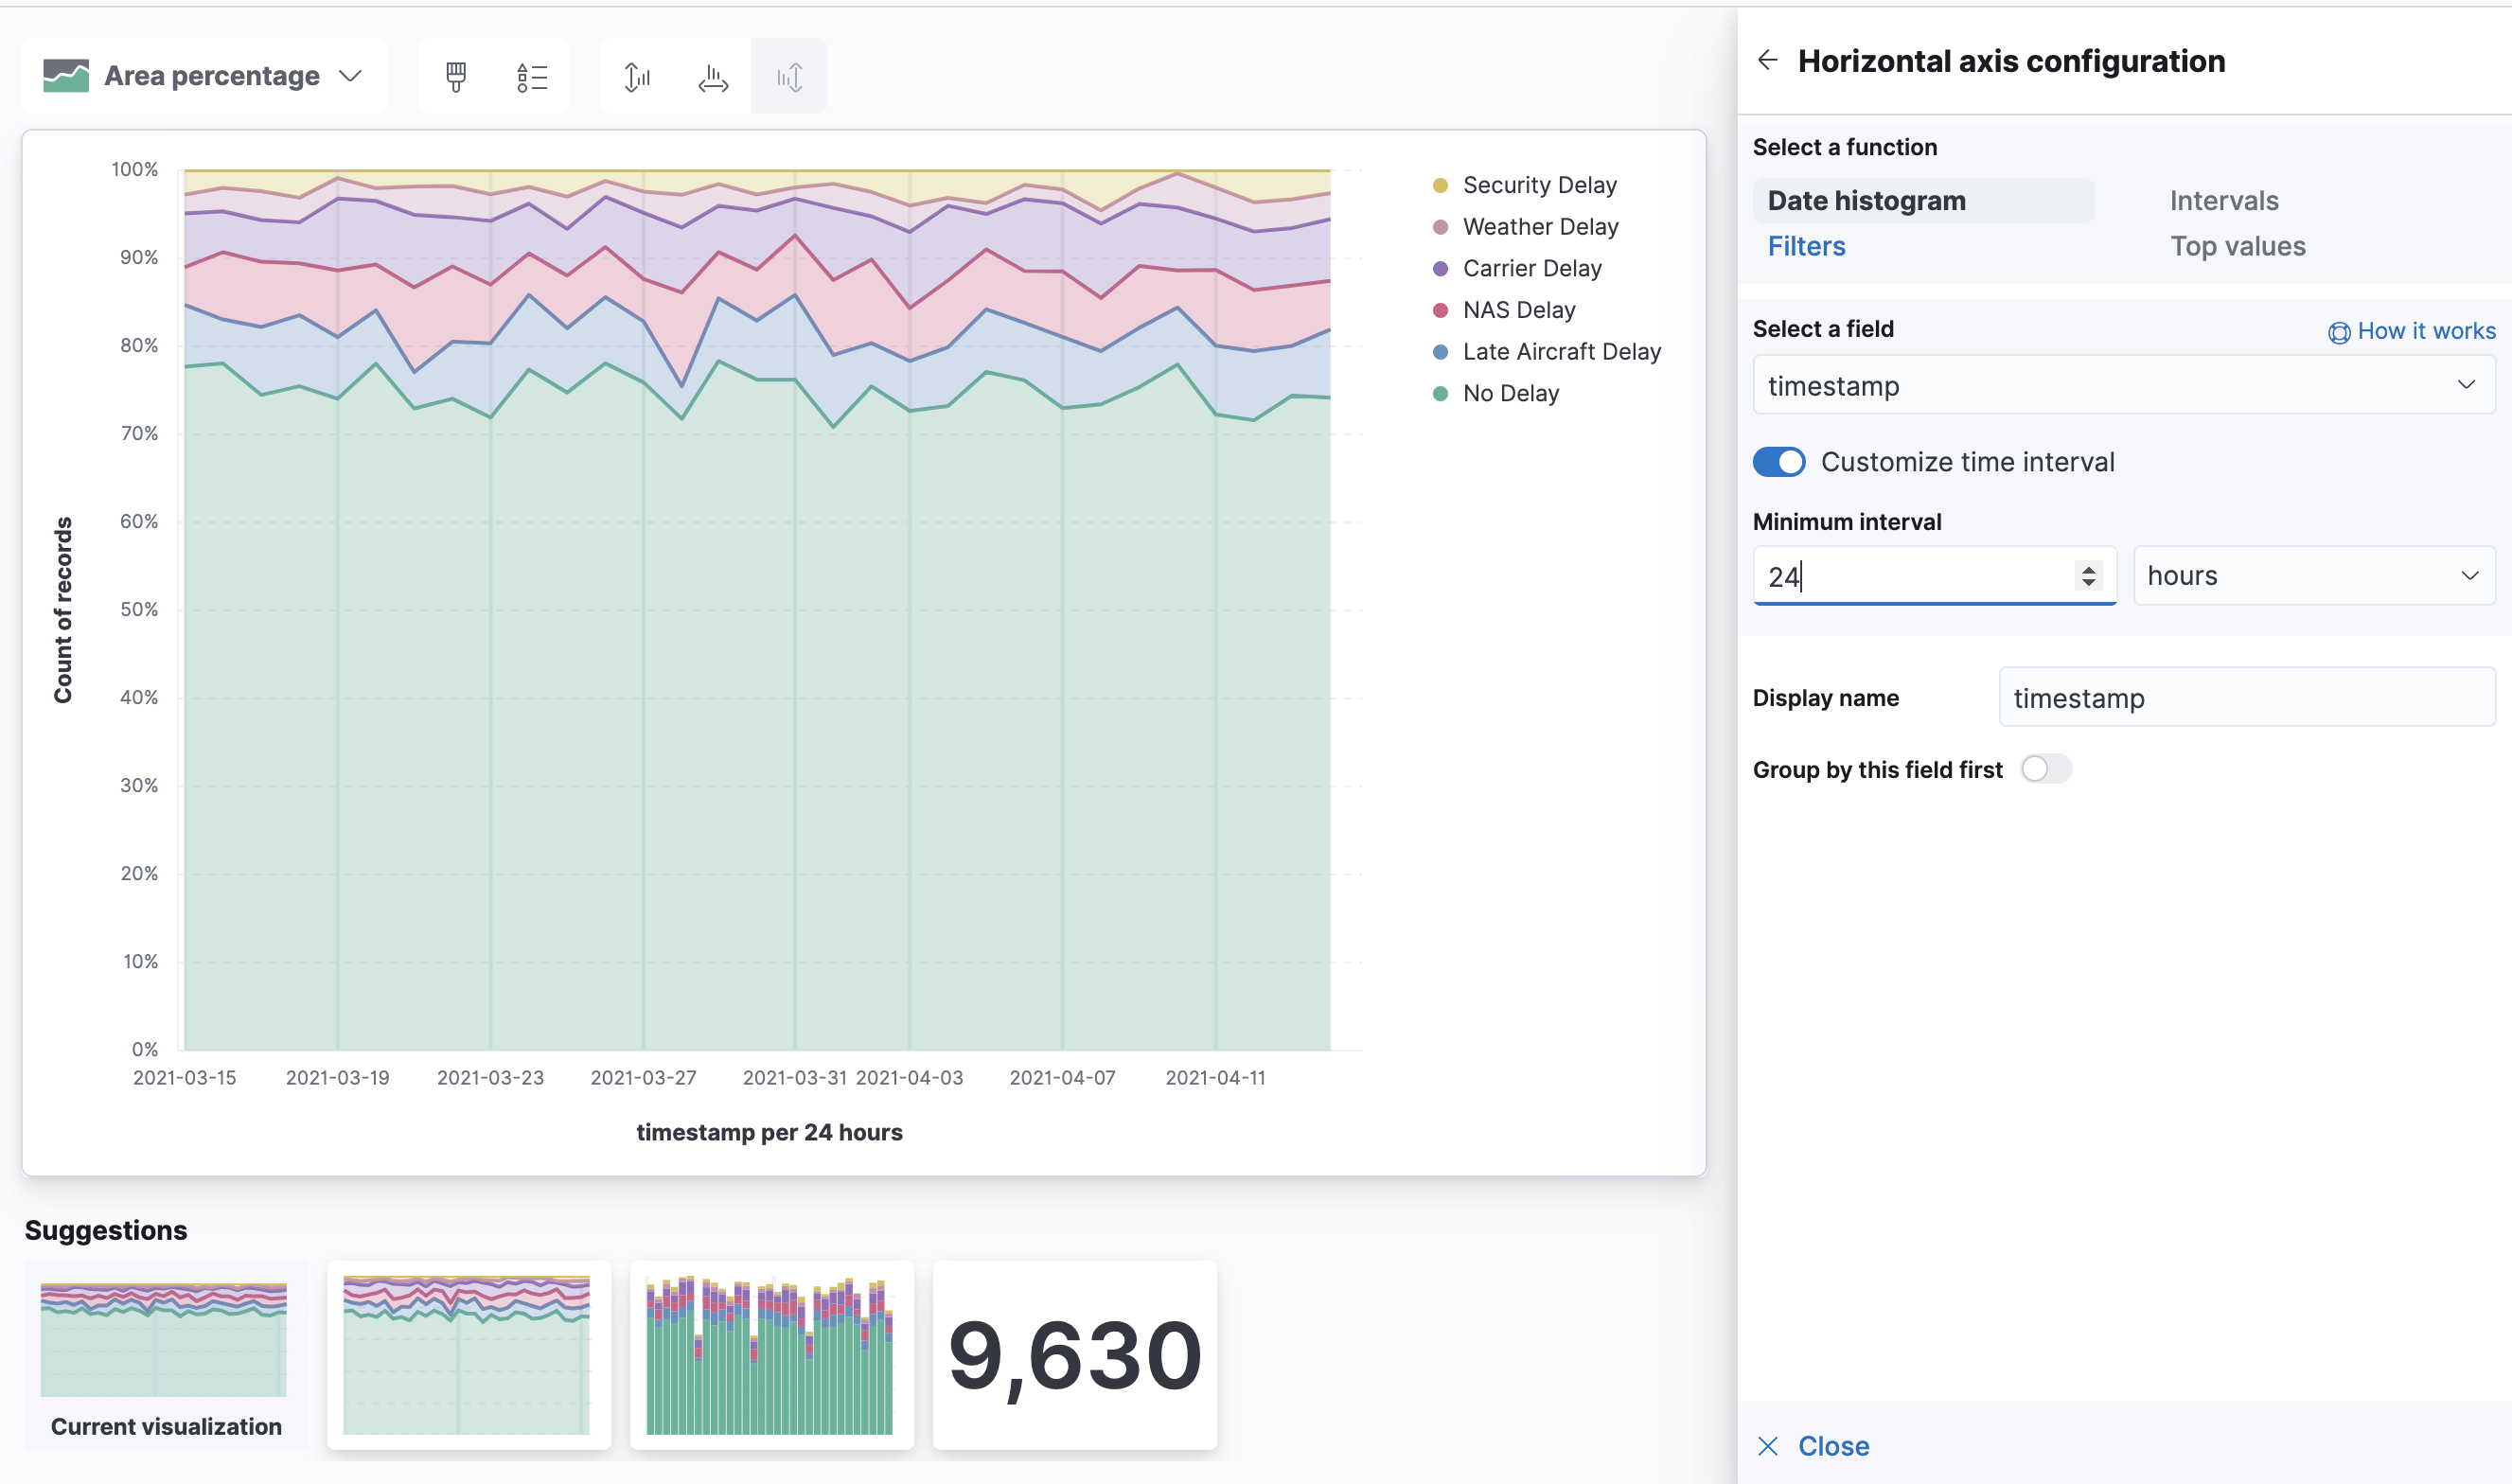 Area percentage
100%
90%
80%
70%
60%
50%
40%
30%
20%
10%
0%
Count of records
2021-03-15 2021-03-19 2021-03-23 2021-03-27 2021-03-31 2021-04-03 2021-04-07 2021-04-11
timestamp per 24 hours
Security Delay
Weather Delay
Carrier Delay
NAS Delay
Late Aircraft Delay
No Delay
Suggestions
Current visualization
9,630
Horizontal axis configuration
Select a function
Date histogram Intervals
Filters Top values
Select a field How it works
timestamp
Customize time interval
Minimum interval
24 hours
Display name timestamp
Group by this field first
Close